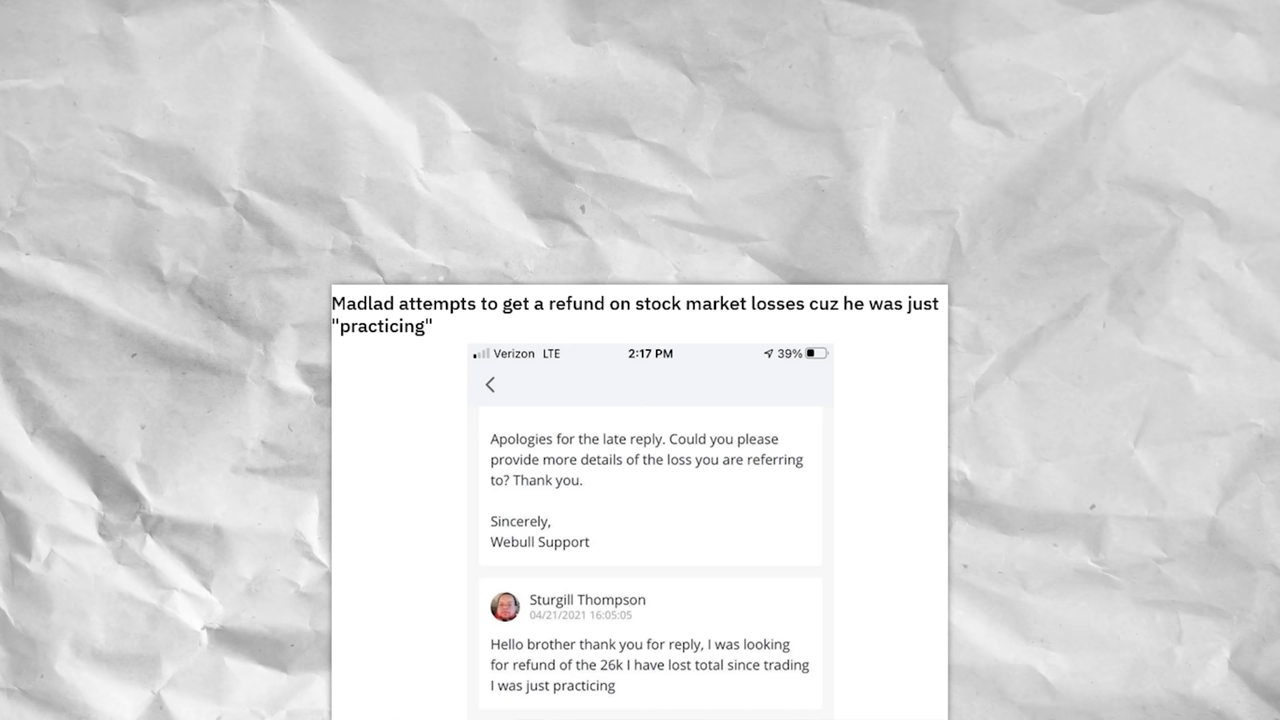 Madlad attempts to get a refund on stock market losses cuz he was just
"practicing"
Verizon LTE 2:17 PM 39%
Apologies for the late reply. Could you please
provide more details of the loss you are referring
to? Thank you.
Sincerely,
Webull Support
Sturgill Thompson
04/21/2021 16:05:05
Hello brother thank you for reply, I was looking
for refund of the 26k I have lost total since trading
I was just practicing